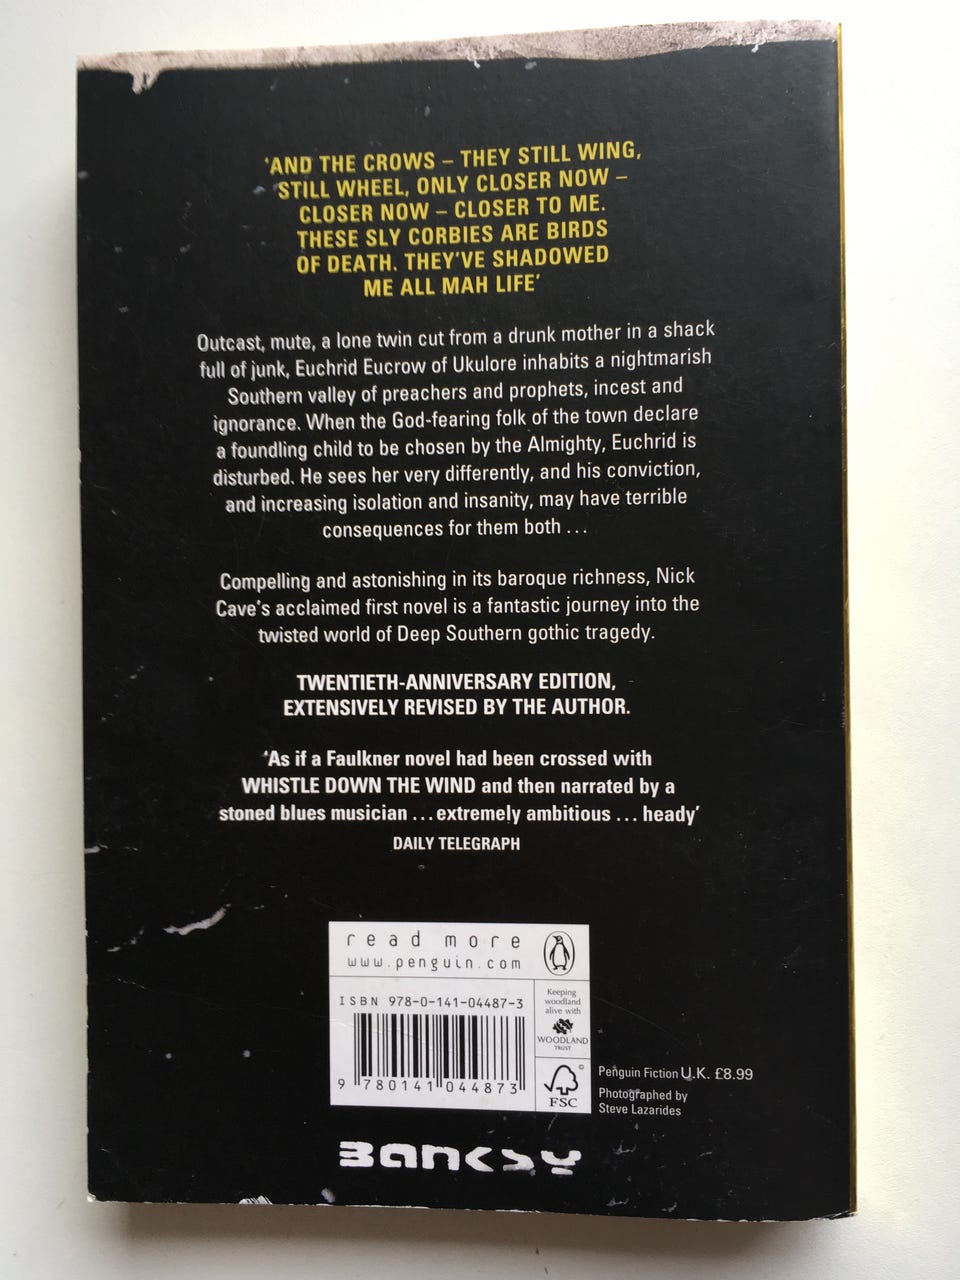 ‘AND THE CROWS – THEY STILL WING,
STILL WHEEL, ONLY CLOSER NOW –
CLOSER NOW – CLOSER TO ME.
THESE SLY CORBIES ARE BIRDS
OF DEATH. THEY’VE SHADOWED
ME ALL MAH LIFE’
Outcast, mute, a lone twin cut from a drunk mother in a shack
full of junk, Euchrid Eucrow of Ukulore inhabits a nightmarish
Southern valley of preachers and prophets, incest and
ignorance. When the God-fearing folk of the town declare
a foundling child to be chosen by the Almighty, Euchrid is
disturbed. He sees her very differently, and his conviction,
and increasing isolation and insanity, may have terrible
consequences for them both ...
Compelling and astonishing in its baroque richness, Nick
Cave’s acclaimed first novel is a fantastic journey into the
twisted world of Deep Southern gothic tragedy.
TWENTIETH-ANNIVERSARY EDITION,
EXTENSIVELY REVISED BY THE AUTHOR.
‘As if a Faulkner novel had been crossed with
WHISTLE DOWN THE WIND and then narrated by a
stoned blues musician ... extremely ambitious ... heady’
DAILY TELEGRAPH
read more
www.penguin.com
ISBN 978-0-141-04487-3
9 780141 044873
Keeping
woodland
alive with
WOODLAND
TRUST
©
FSC
Penguin Fiction U.K. £8.99
Photographed by
Steve Lazarides
BANKSY